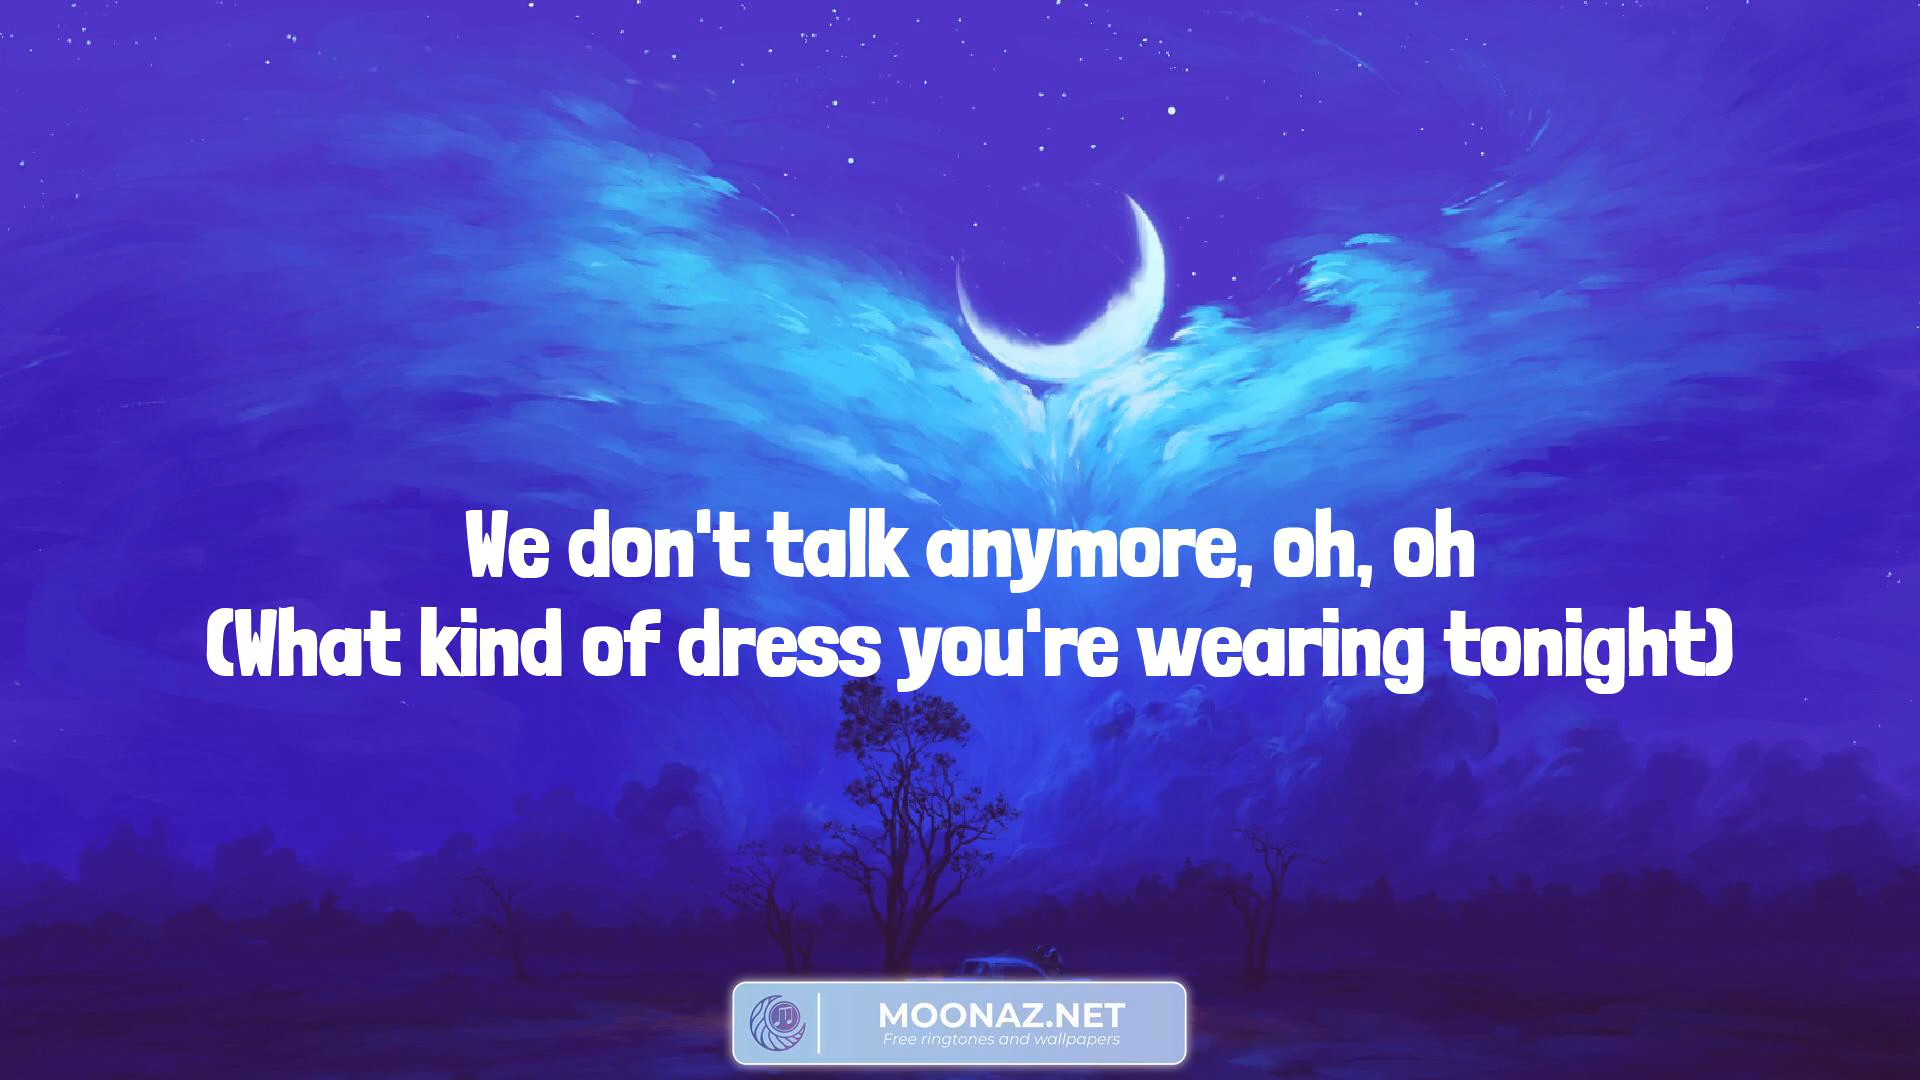 We don't talk anymore, oh, oh
(What kind of dress you're wearing tonight)
MOONAZ.NET
Free ringtones and wallpapers